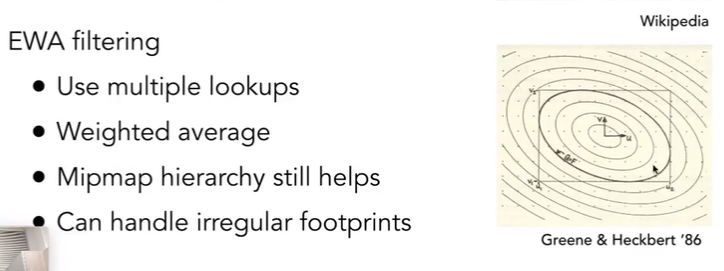 Wikipedia
EWA filtering
• Use multiple lookups
• Weighted average
• Mipmap hierarchy still helps
• Can handle irregular footprints
Greene & Heckbert '86